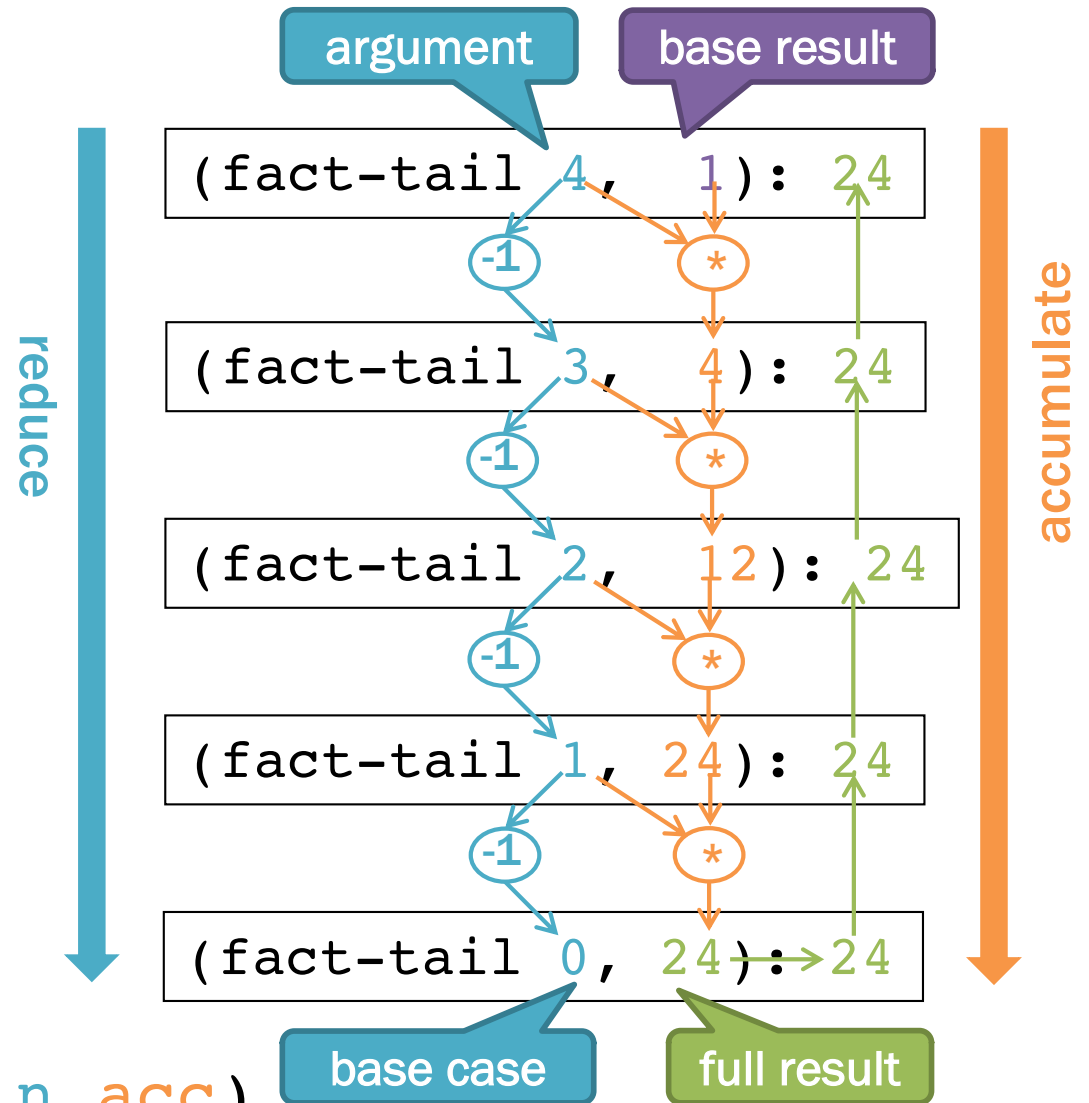 argument base result
(fact-tail 4, 1): 24
-1 *
reduce
accumulate
(fact-tail 3, 4): 24
-1 *
(fact-tail 2, 12): 24
-1 *
(fact-tail 1, 24): 24
-1 *
(fact-tail 0, 24): 24
base case full result
n acc)